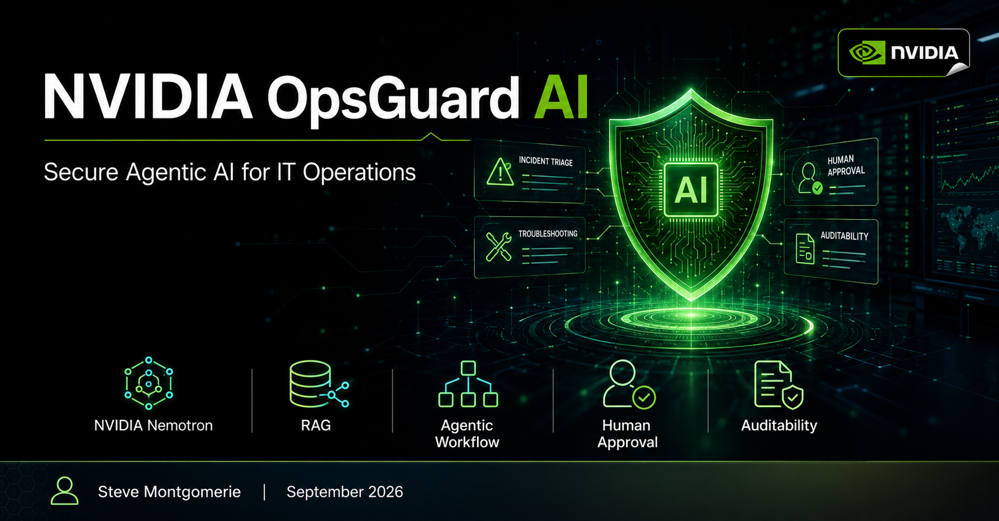 NVIDIA
NVIDIA OpsGuard AI
Secure Agentic AI for IT Operations
INCIDENT TRIAGE
TROUBLESHOOTING
AI
HUMAN
APPROVAL
AUDITABILITY
NVIDIA Nemotron
RAG
Agentic
Workflow
Human
Approval
Auditability
Steve Montgomerie | September 2026